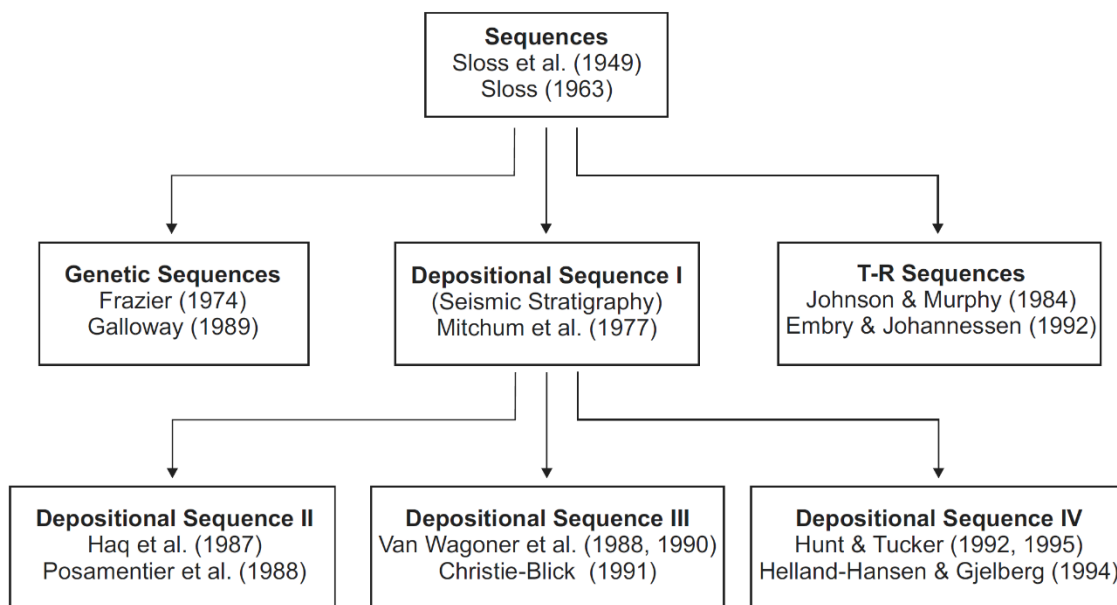 Sequences
Sloss et al. (1949)
Sloss (1963)
Genetic Sequences
Frazier (1974)
Galloway (1989)
Depositional Sequence I
(Seismic Stratigraphy)
Mitchum et al. (1977)
T-R Sequences
Johnson & Murphy (1984)
Embry & Johannessen (1992)
Depositional Sequence II
Haq et al. (1987)
Posamentier et al. (1988)
Depositional Sequence III
Van Wagoner et al. (1988, 1990)
Christie-Blick (1991)
Depositional Sequence IV
Hunt & Tucker (1992, 1995)
Helland-Hansen & Gjelberg (1994)